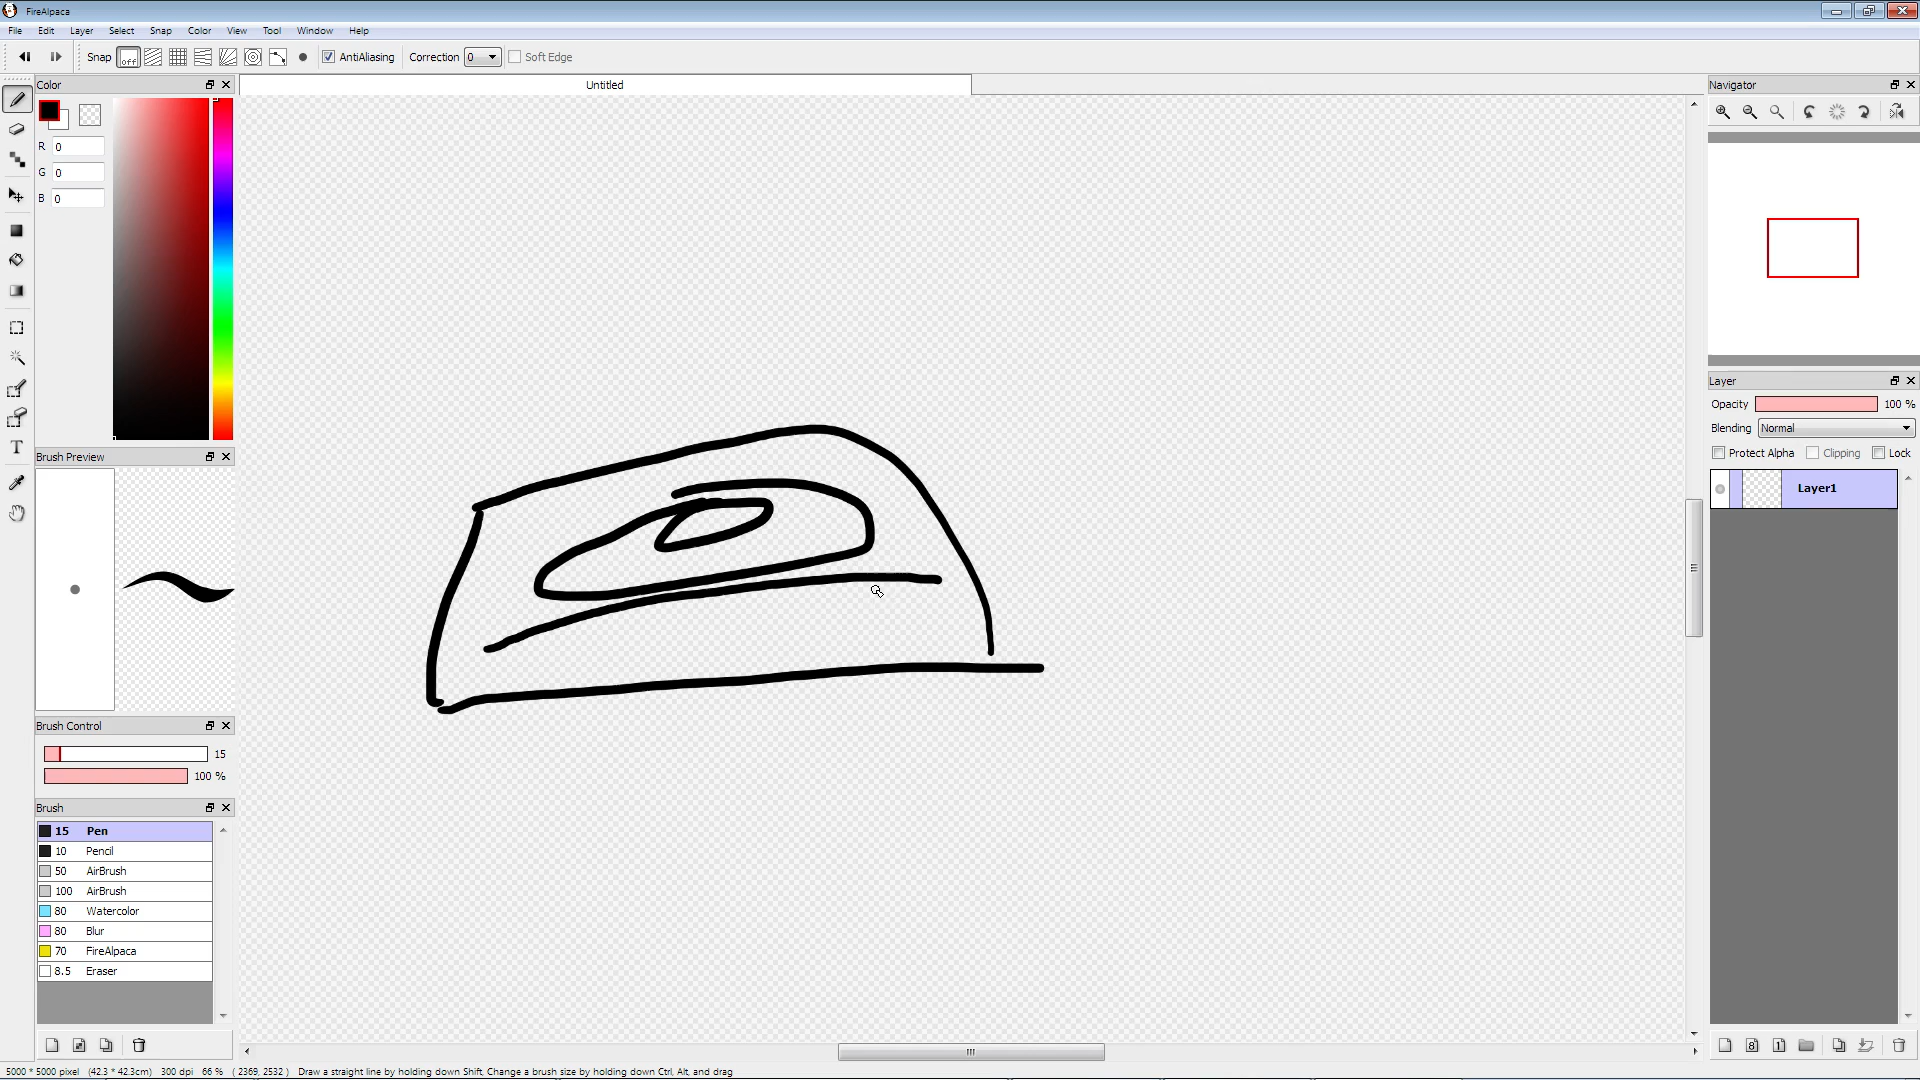 FireAlpaca
File Edit Layer Select Snap Color View Tool Window Help
Snap off AntiAliasing Correction 0 Soft Edge
Color
Untitled
Navigator
R 0
G 0
B 0
Layer
Opacity 100 %
Blending Normal
Protect Alpha Clipping Lock
Brush Preview
Layer1
Brush Control
15
100 %
Brush
15 Pen
10 Pencil
50 AirBrush
100 AirBrush
80 Watercolor
80 Blur
70 FireAlpaca
8.5 Eraser
8 1
5000 * 5000 pixel (42.3 * 42.3cm) 300 dpi 66 % ( 2369, 2532 ) Draw a straight line by holding down Shift, Change a brush size by holding down Ctrl, Alt, and drag